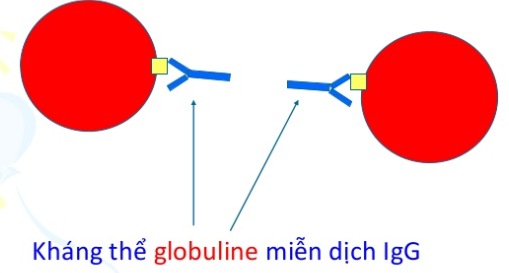 Kháng thể globuline miễn dịch IgG